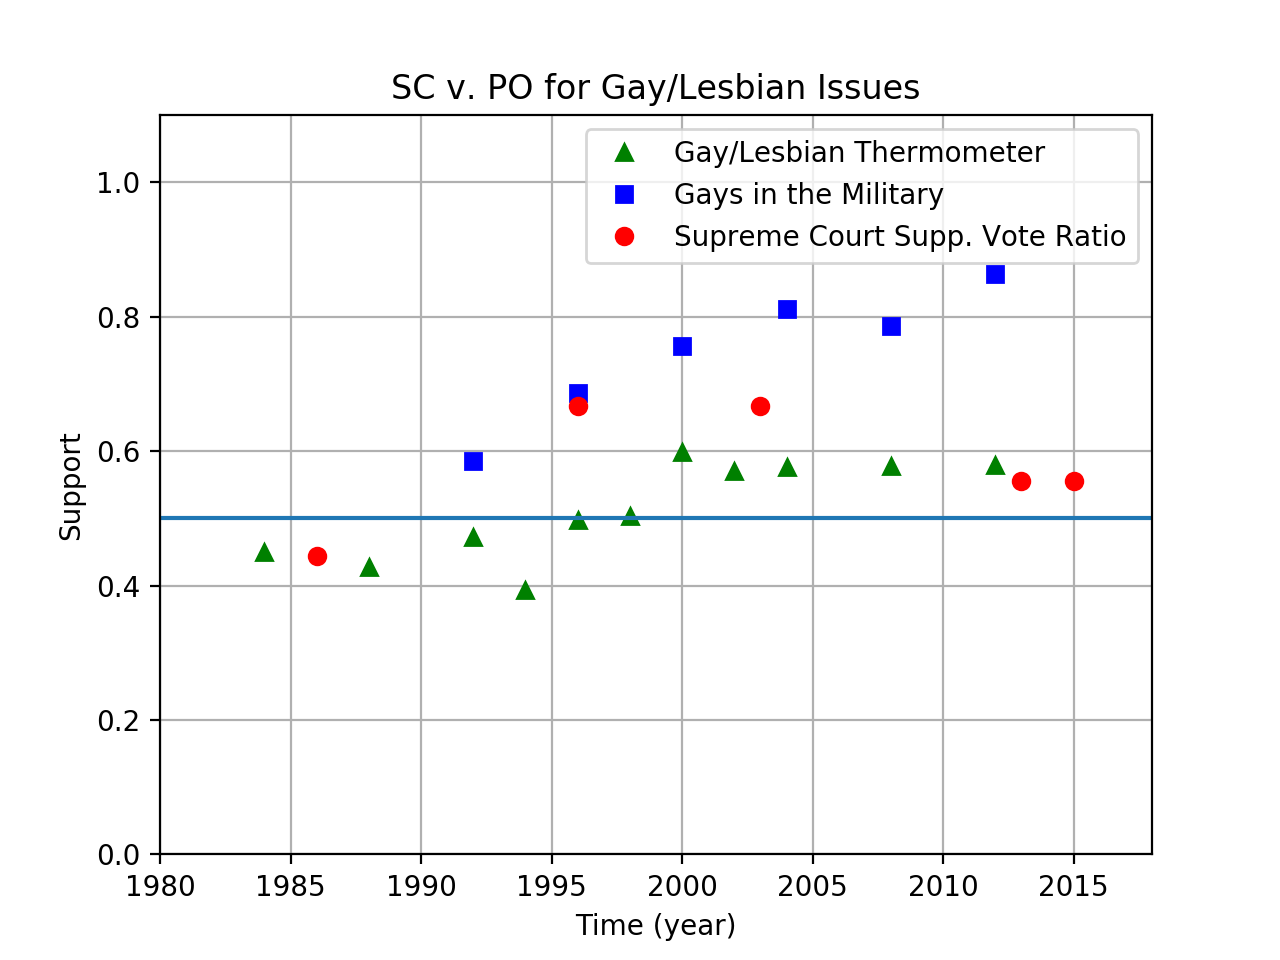 SC v. PO for Gay/Lesbian Issues
Gay/Lesbian Thermometer
Gays in the Military
Supreme Court Supp. Vote Ratio
1.0
0.8
0.6
0.4
0.2
0.0
Support
1980 1985 1990 1995 2000 2005 2010 2015
Time (year)